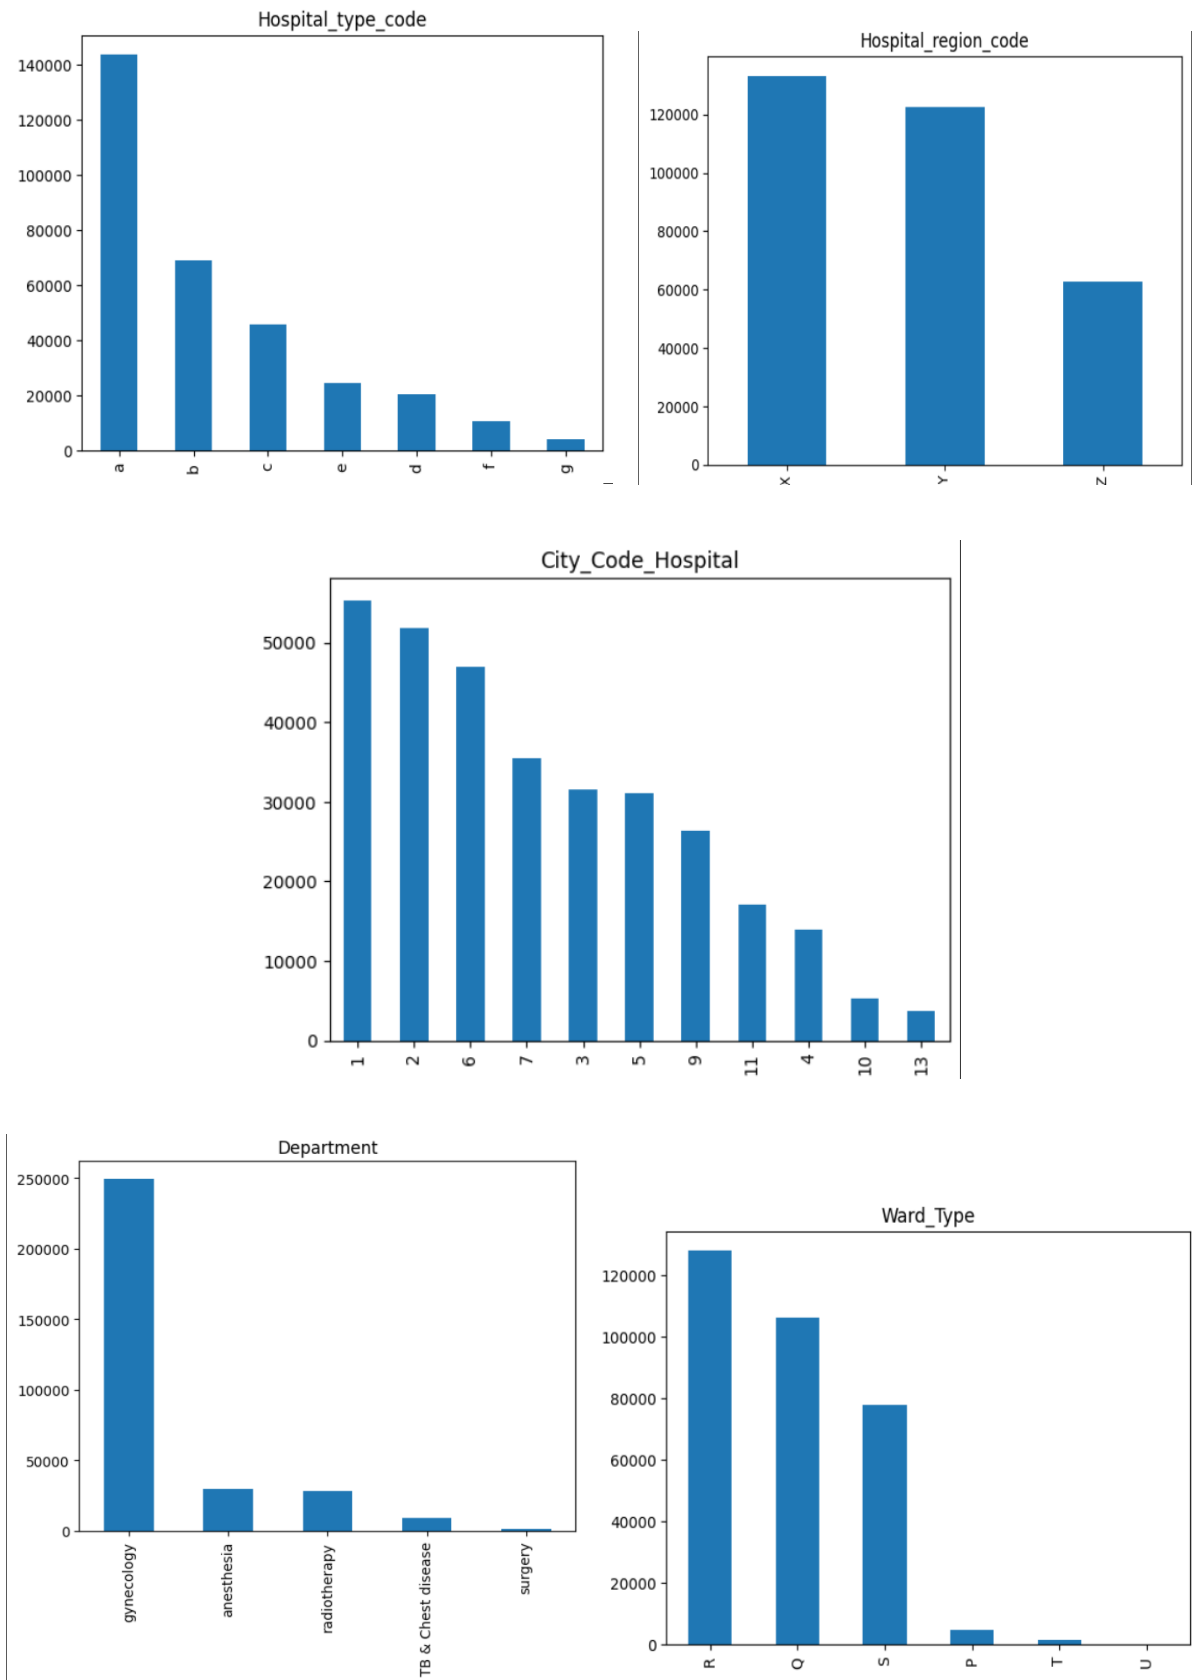 Hospital_type_code
140000
120000
100000
80000
60000
40000
20000
0
a
b
c
e
d
f
g
Hospital_region_code
120000
100000
80000
60000
40000
20000
0
X
Y
Z
City_Code_Hospital
50000
40000
30000
20000
10000
0
1
2
6
7
3
5
9
11
4
10
13
Department
250000
200000
150000
100000
50000
0
gynecology
anesthesia
radiotherapy
TB & Chest disease
surgery
Ward_Type
120000
100000
80000
60000
40000
20000
0
R
Q
S
P
T
U